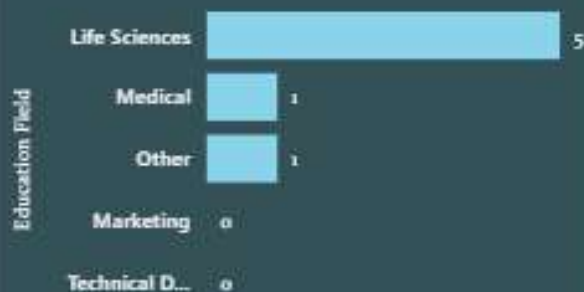 Education Field
Life Sciences 5
Medical 1
Other 1
Marketing 0
Technical D... 0